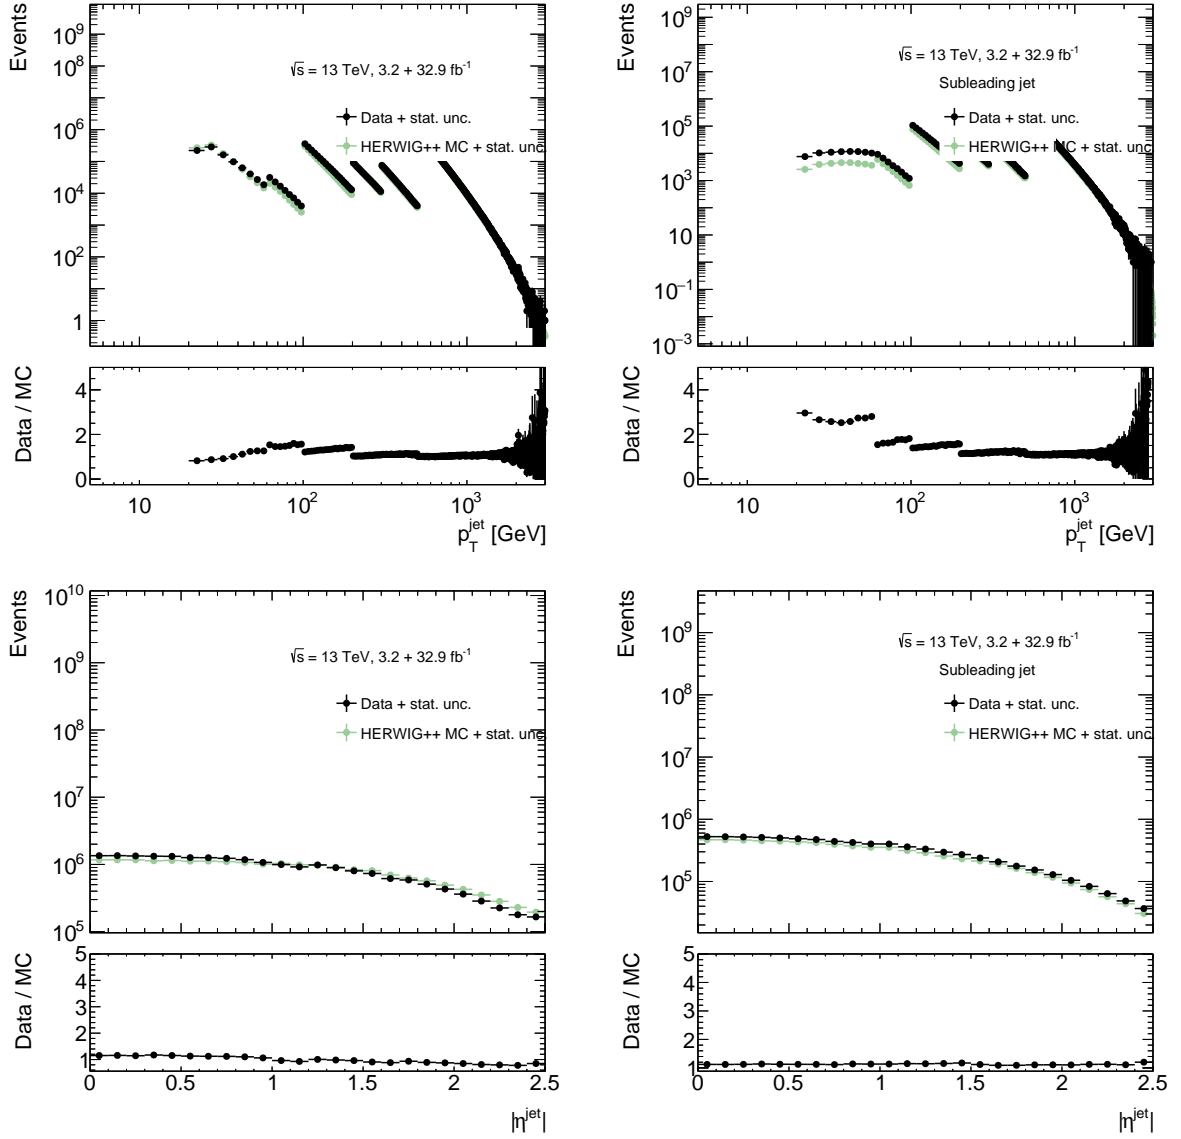 Events
10⁹
10⁸
10⁶
10⁴
10²
1
√s = 13 TeV, 3.2 + 32.9 fb⁻¹
Data + stat. unc.
HERWIG++ MC + stat. unc.
Data / MC
4
2
0
10
10²
10³
p_T^jet [GeV]
Events
10⁹
10⁷
10⁵
10³
10
10⁻¹
10⁻³
√s = 13 TeV, 3.2 + 32.9 fb⁻¹
Subleading jet
Data + stat. unc.
HERWIG++ MC + stat. unc.
Data / MC
4
2
0
10
10²
10³
p_T^jet [GeV]
Events
10¹⁰
10⁹
10⁸
10⁷
10⁶
10⁵
√s = 13 TeV, 3.2 + 32.9 fb⁻¹
Data + stat. unc.
HERWIG++ MC + stat. unc.
Data / MC
5
4
3
2
1
0
0.5
1
1.5
2
2.5
|η^jet|
Events
10⁹
10⁸
10⁷
10⁶
10⁵
√s = 13 TeV, 3.2 + 32.9 fb⁻¹
Subleading jet
Data + stat. unc.
HERWIG++ MC + stat. unc.
Data / MC
5
4
3
2
1
0
0.5
1
1.5
2
2.5
|η^jet|